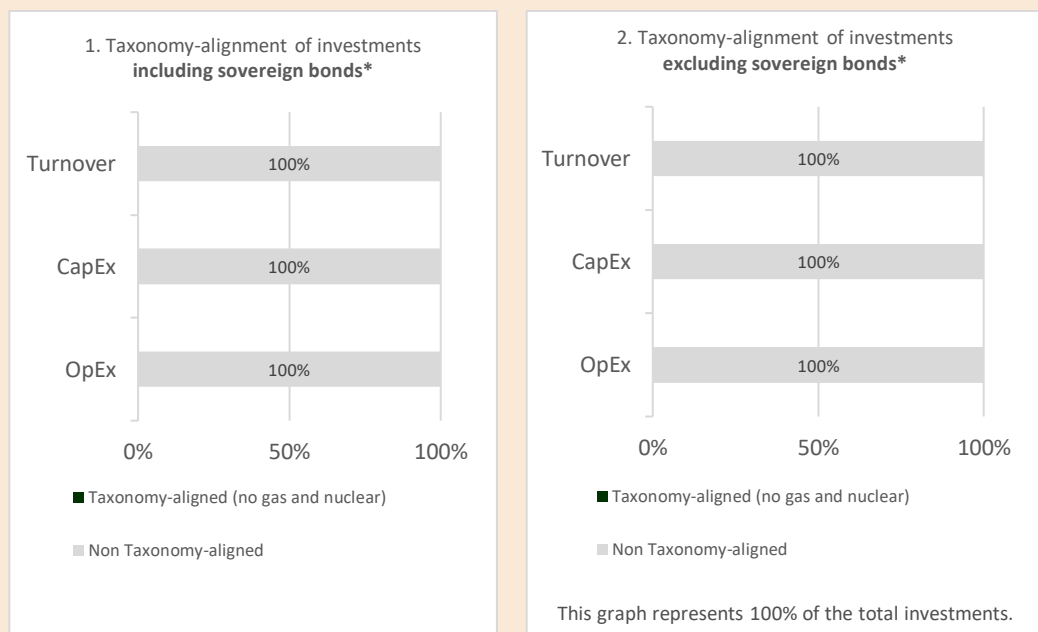 1. Taxonomy-alignment of investments
including sovereign bonds*
Turnover
100%
CapEx
100%
OpEx
100%
0%
50%
100%
Taxonomy-aligned (no gas and nuclear)
Non Taxonomy-aligned
2. Taxonomy-alignment of investments
excluding sovereign bonds*
Turnover
100%
CapEx
100%
OpEx
100%
0%
50%
100%
Taxonomy-aligned (no gas and nuclear)
Non Taxonomy-aligned
This graph represents 100% of the total investments.